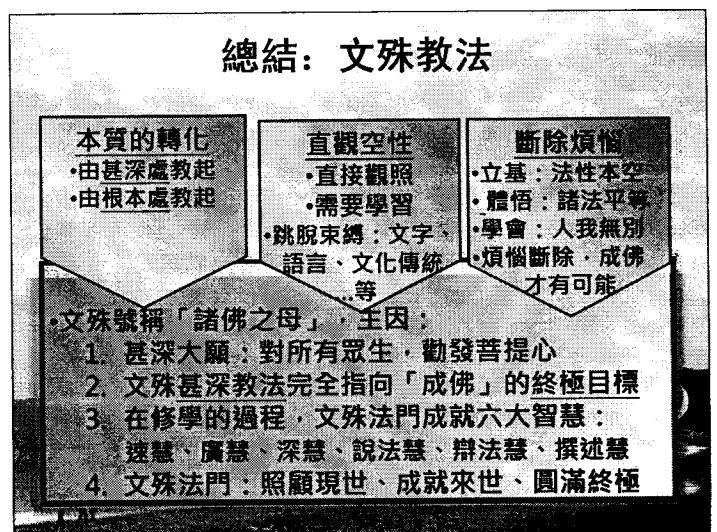 總結：文殊教法
本質的轉化
•由甚深處教起
•由根本處教起
直觀空性
•直接觀照
•需要學習
•跳脫束縛：文字、
語言、文化傳統
...等
斷除煩惱
•立基：法性本空
•體悟：諸法平等
•學會：人我無別
•煩惱斷除，成佛
才有可能
•文殊號稱「諸佛之母」，主因：
1. 甚深大願：對所有眾生，勸發菩提心
2. 文殊甚深教法完全指向「成佛」的終極目標
3. 在修學的過程，文殊法門成就六大智慧：
速慧、廣慧、深慧、說法慧、辯法慧、撰述慧
4. 文殊法門：照顧現世、成就來世、圓滿終極